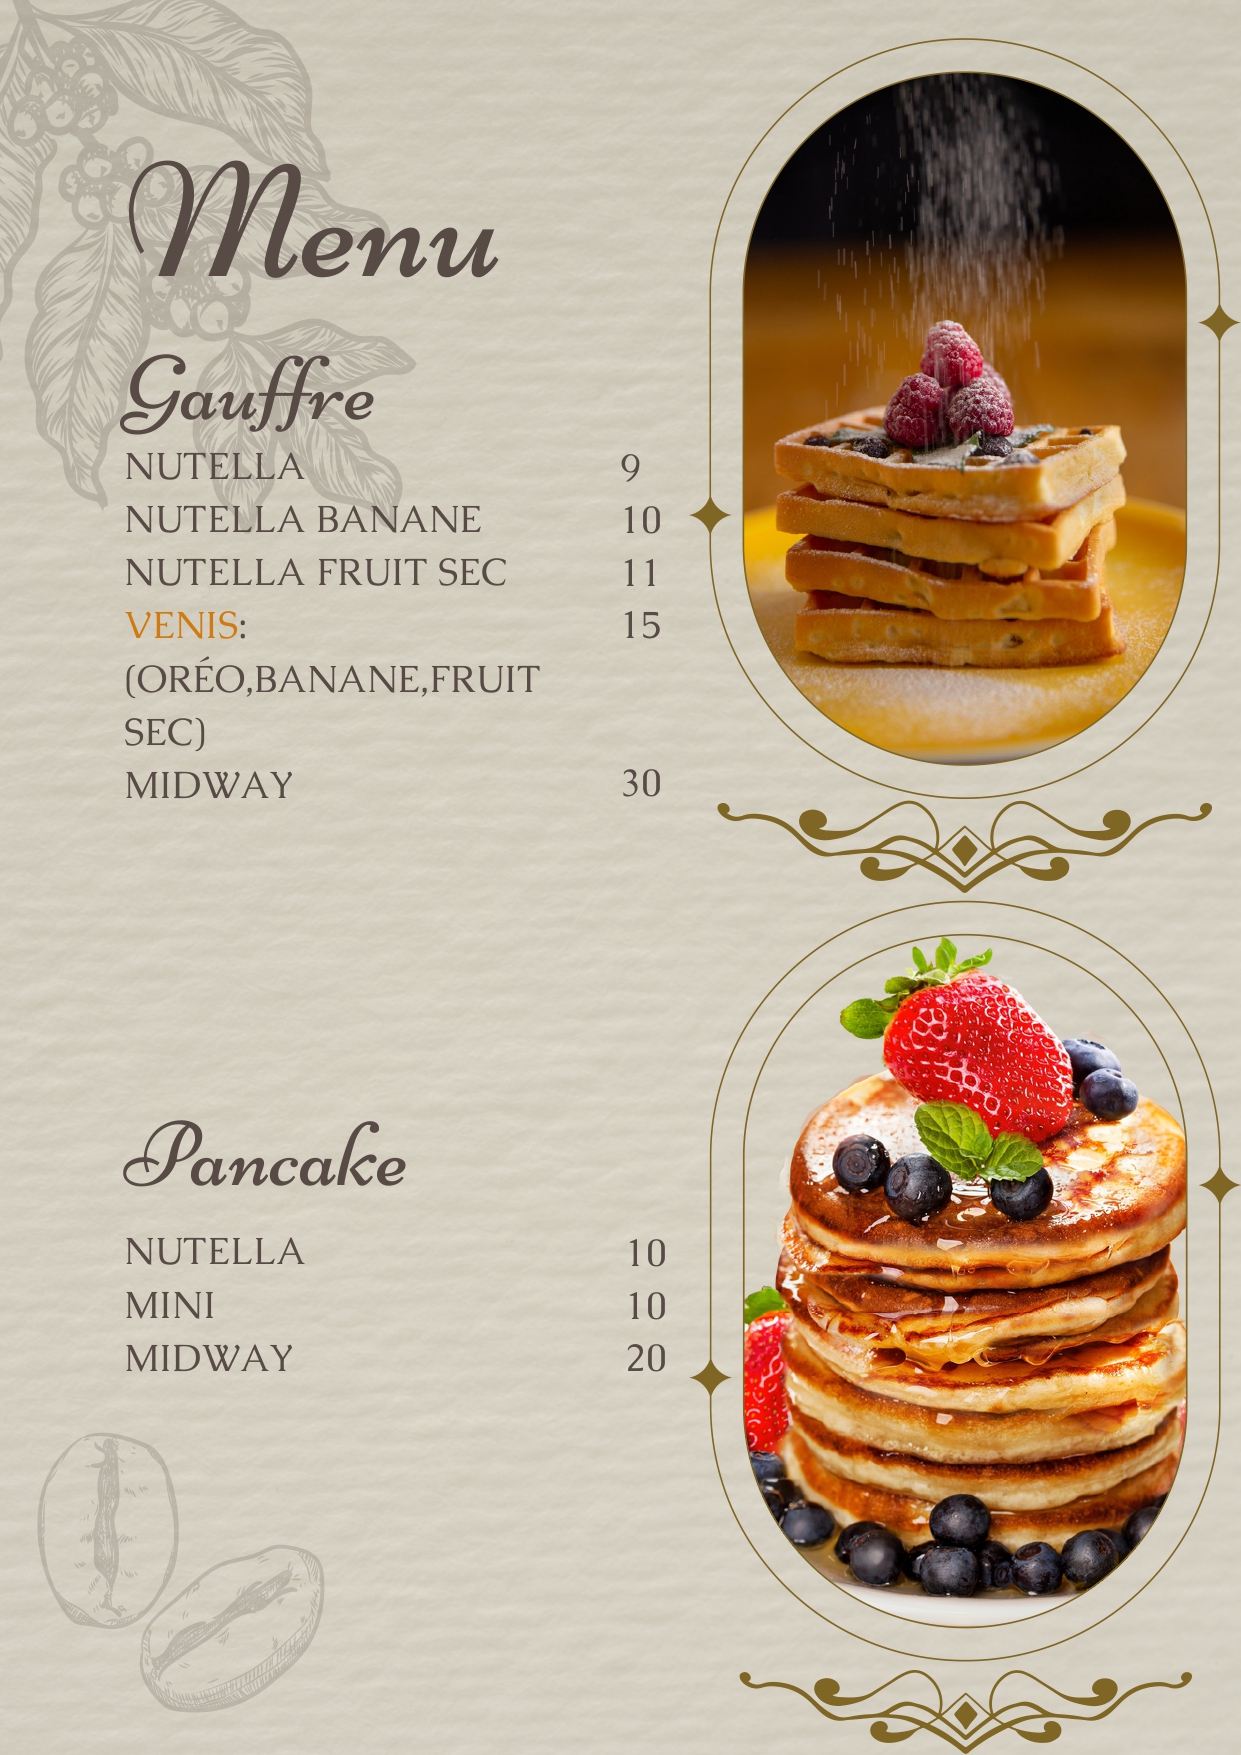 Menu
Gauffre
NUTELLA 9
NUTELLA BANANE 10
NUTELLA FRUIT SEC 11
VENIS: 15
(ORÉO,BANANE,FRUIT
SEC)
MIDWAY 30
Pancake
NUTELLA 10
MINI 10
MIDWAY 20